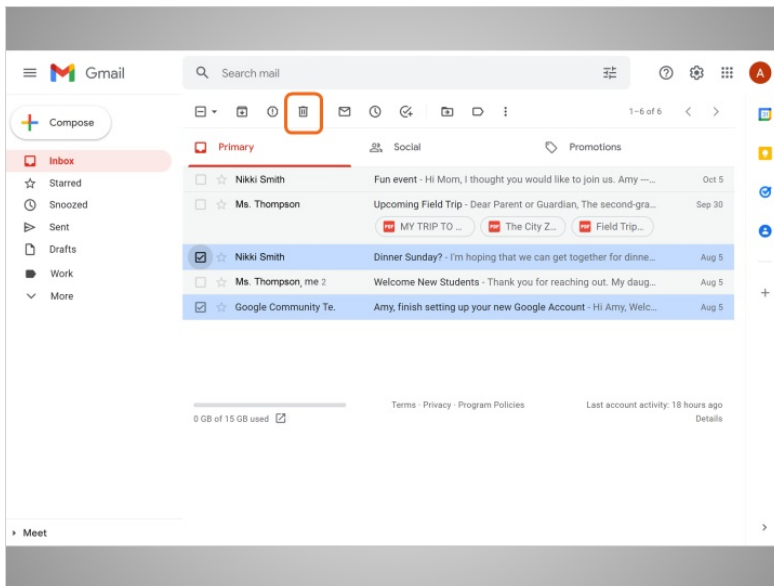 Gmail
Search mail
A
Compose
1–6 of 6
31
Primary
Social
Promotions
Inbox
Starred
Snoozed
Sent
Drafts
Work
More
Nikki Smith Fun event - Hi Mom, I thought you would like to join us. Amy ---... Oct 5
Ms. Thompson Upcoming Field Trip - Dear Parent or Guardian, The second-gra... Sep 30
PDF MY TRIP TO ... PDF The City Z... PDF Field Trip...
Nikki Smith Dinner Sunday? - I'm hoping that we can get together for dinne... Aug 5
Ms. Thompson, me 2 Welcome New Students - Thank you for reaching out. My daug... Aug 5
Google Community Te. Amy, finish setting up your new Google Account - Hi Amy, Welc... Aug 5
0 GB of 15 GB used
Terms · Privacy · Program Policies
Last account activity: 18 hours ago
Details
Meet